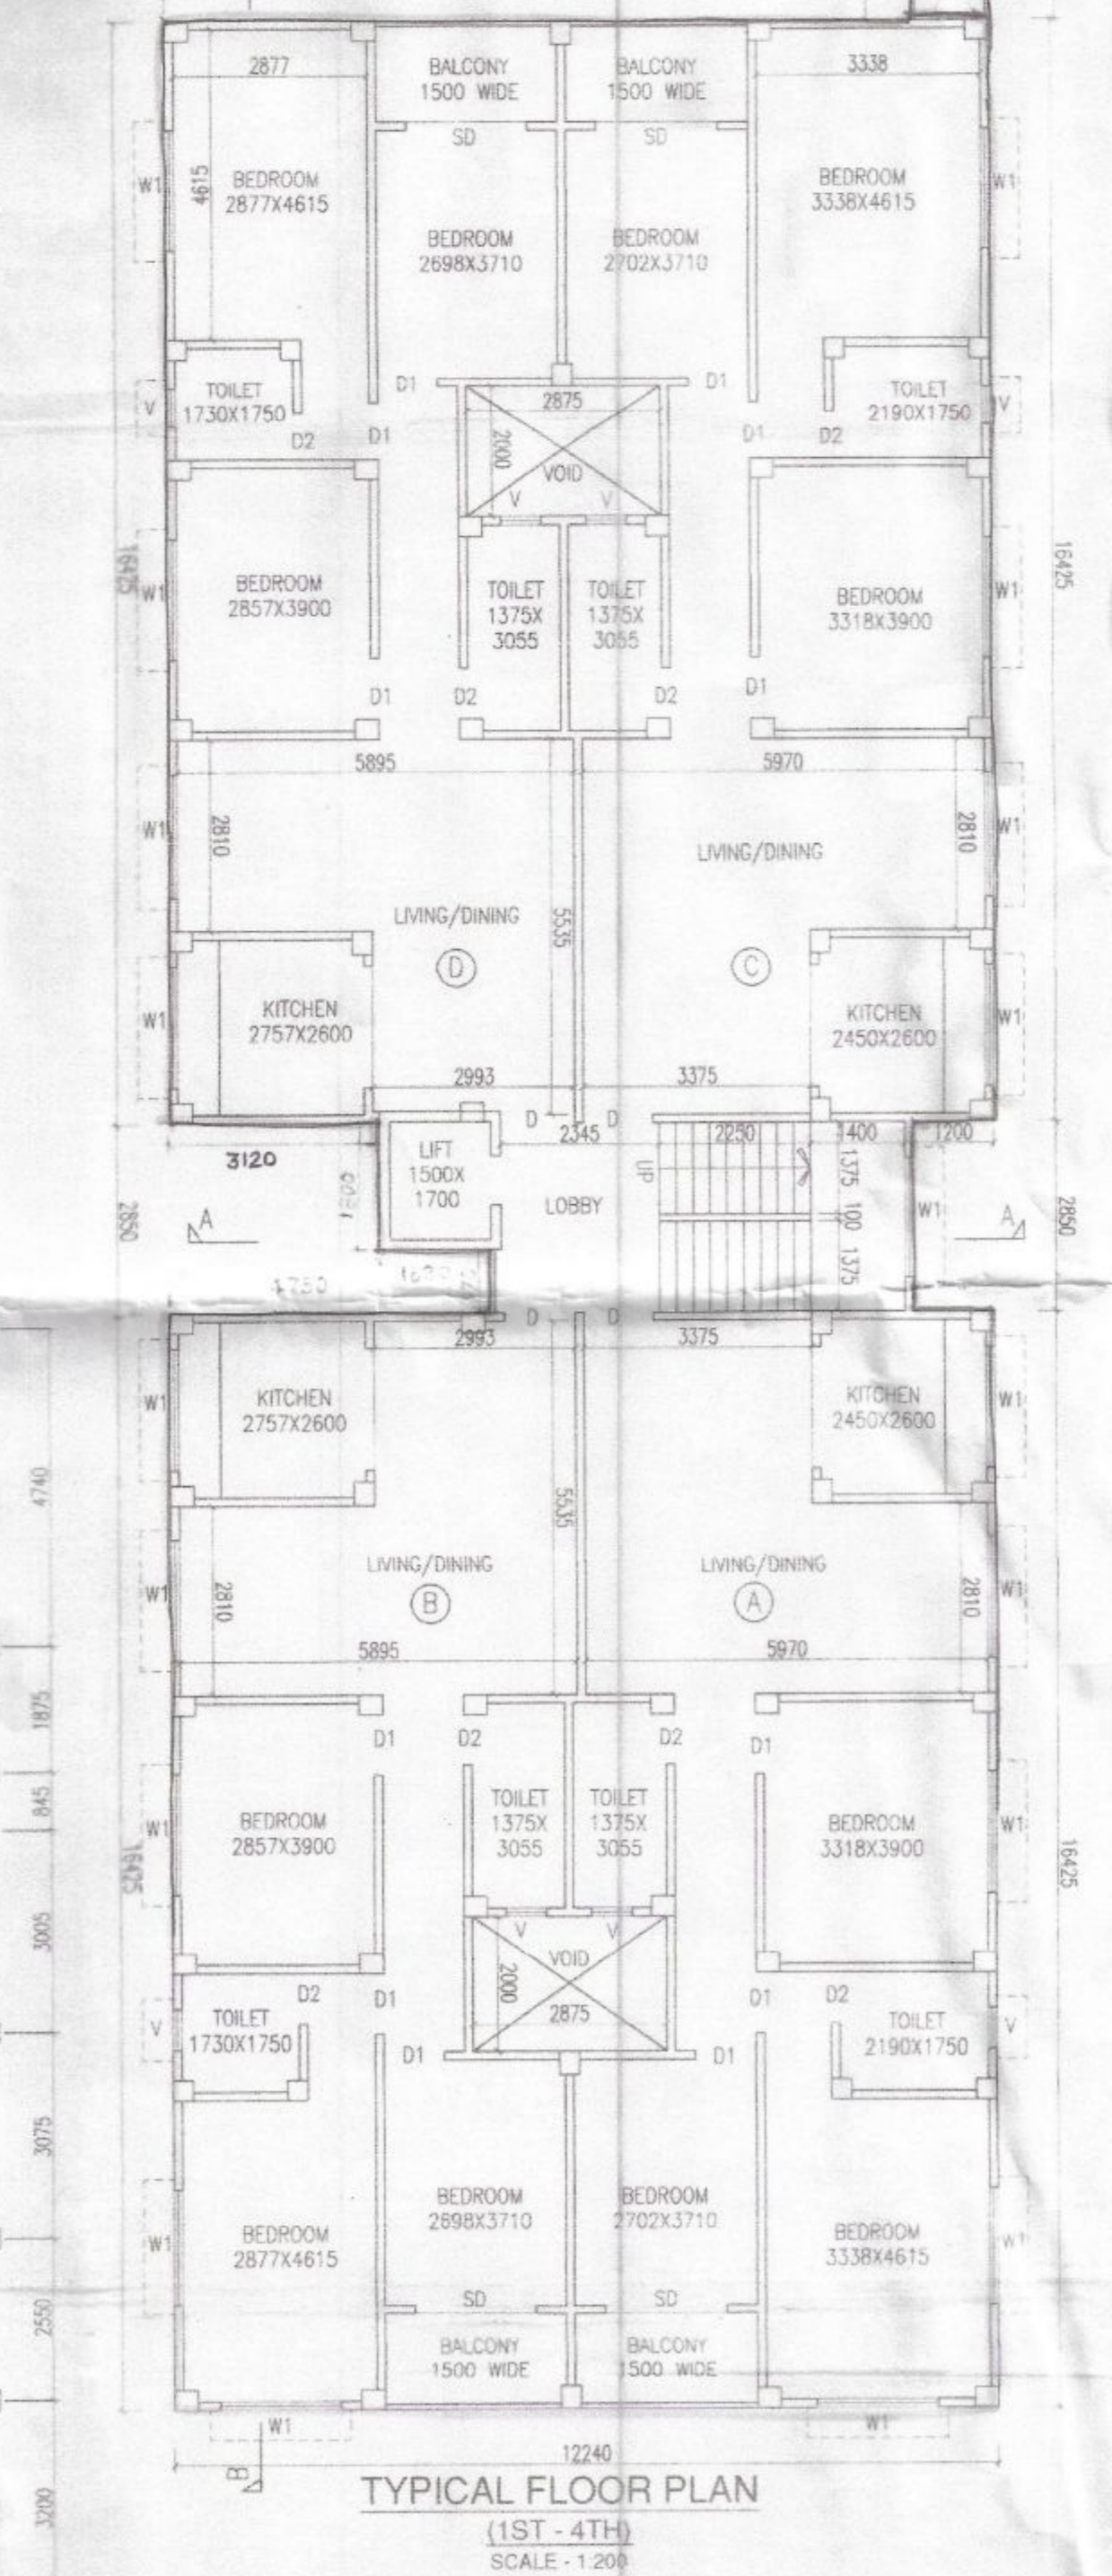 2877
BALCONY
1500 WIDE
BALCONY
1500 WIDE
3338
SD
SD
W1
4615
BEDROOM
2877X4615
BEDROOM
3338X4615
W1
BEDROOM
2698X3710
BEDROOM
2702X3710
V
TOILET
1730X1750
D1
D1
TOILET
2190X1750
V
D2
D1
2875
2000
VOID
V
V
D1
D2
16425
W1
BEDROOM
2857X3900
TOILET
1375X
3055
TOILET
1375X
3055
BEDROOM
3318X3900
W1
16425
D1
D2
D2
D1
5895
5970
W1
2810
LIVING/DINING
D
5535
LIVING/DINING
C
2810
W1
W1
KITCHEN
2757X2600
KITCHEN
2450X2600
W1
2993
3375
D
D
2345
2250
1400
1200
3120
1800
LIFT
1500X
1700
LOBBY
UP
1375
100
1375
W1
2850
A
A
2850
D
D
2993
3375
W1
KITCHEN
2757X2600
KITCHEN
2450X2600
W1
4740
5535
W1
2810
LIVING/DINING
B
LIVING/DINING
A
2810
W1
5895
5970
1875
D1
D2
D2
D1
845
W1
BEDROOM
2857X3900
TOILET
1375X
3055
TOILET
1375X
3055
BEDROOM
3318X3900
W1
16425
16425
3005
V
V
VOID
2000
2875
D2
D1
D1
D2
V
TOILET
1730X1750
TOILET
2190X1750
V
D1
D1
3075
BEDROOM
2698X3710
BEDROOM
2702X3710
W1
BEDROOM
2877X4615
BEDROOM
3338X4615
W1
2550
SD
SD
BALCONY
1500 WIDE
BALCONY
1500 WIDE
W1
W1
12240
B
3200
TYPICAL FLOOR PLAN
(1ST - 4TH)
SCALE - 1:200